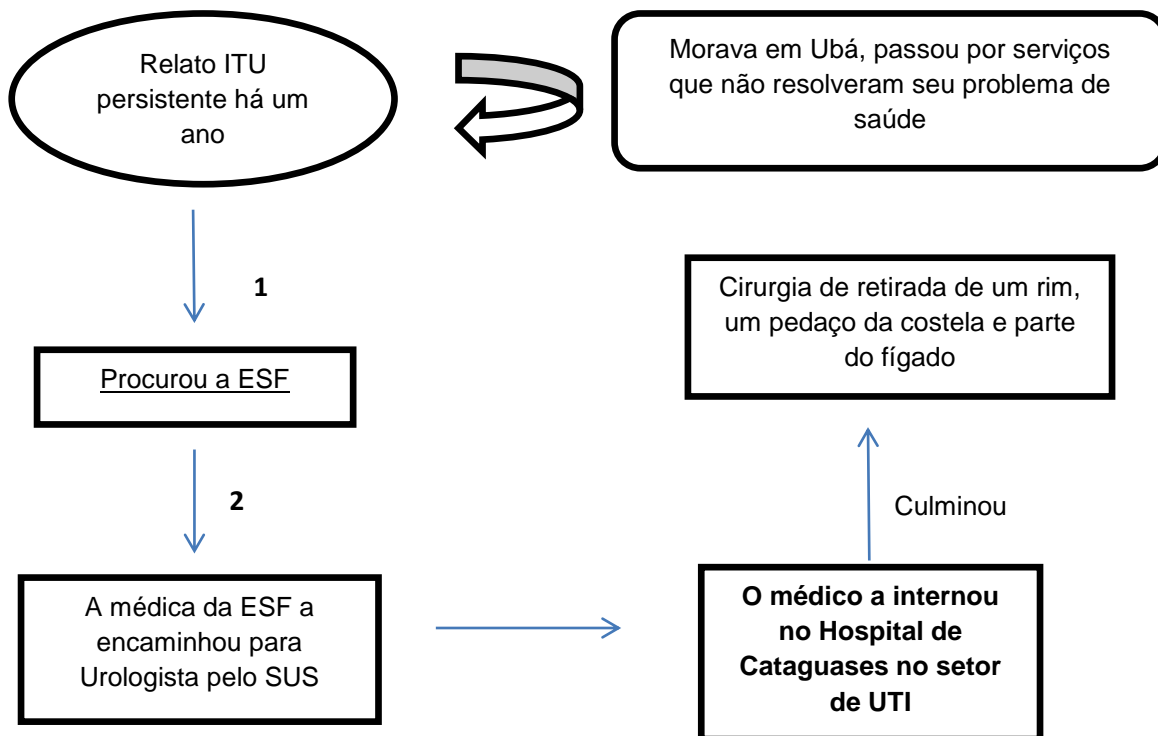 Relato ITU
persistente há um
ano
Morava em Ubá, passou por serviços
que não resolveram seu problema de
saúde
1
Procurou a ESF
2
A médica da ESF a
encaminhou para
Urologista pelo SUS
O médico a internou
no Hospital de
Cataguases no setor
de UTI
Culminou
Cirurgia de retirada de um rim,
um pedaço da costela e parte
do fígado